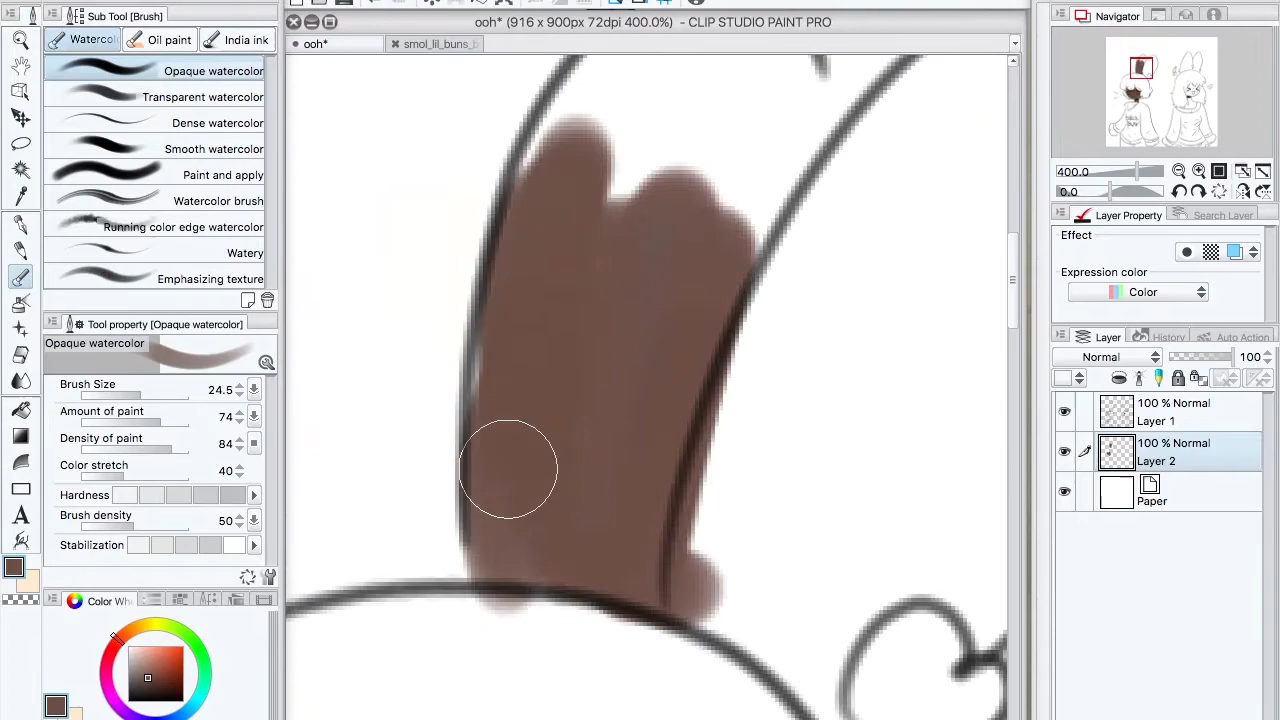 Sub Tool [Brush]
ooh* (916 x 900px 72dpi 400.0%) - CLIP STUDIO PAINT PRO
Navigator
Oil paint
India ink
ooh*
smol_lil_buns_b
Opaque watercolor
Transparent watercolor
Dense watercolor
Smooth watercolor
Paint and apply
Watercolor brush
Running color edge watercolor
Watery
Emphasizing texture
400.0
0.0
Layer Property
Search Layer
Effect
Expression color
Color
Tool property [Opaque watercolor]
Opaque watercolor
Layer
History
Auto Action
Normal
100
Brush Size
24.5
Amount of paint
74
Density of paint
84
Color stretch
40
Hardness
Brush density
50
Stabilization
100 % Normal
Layer 1
100 % Normal
Layer 2
Paper
Color Wh